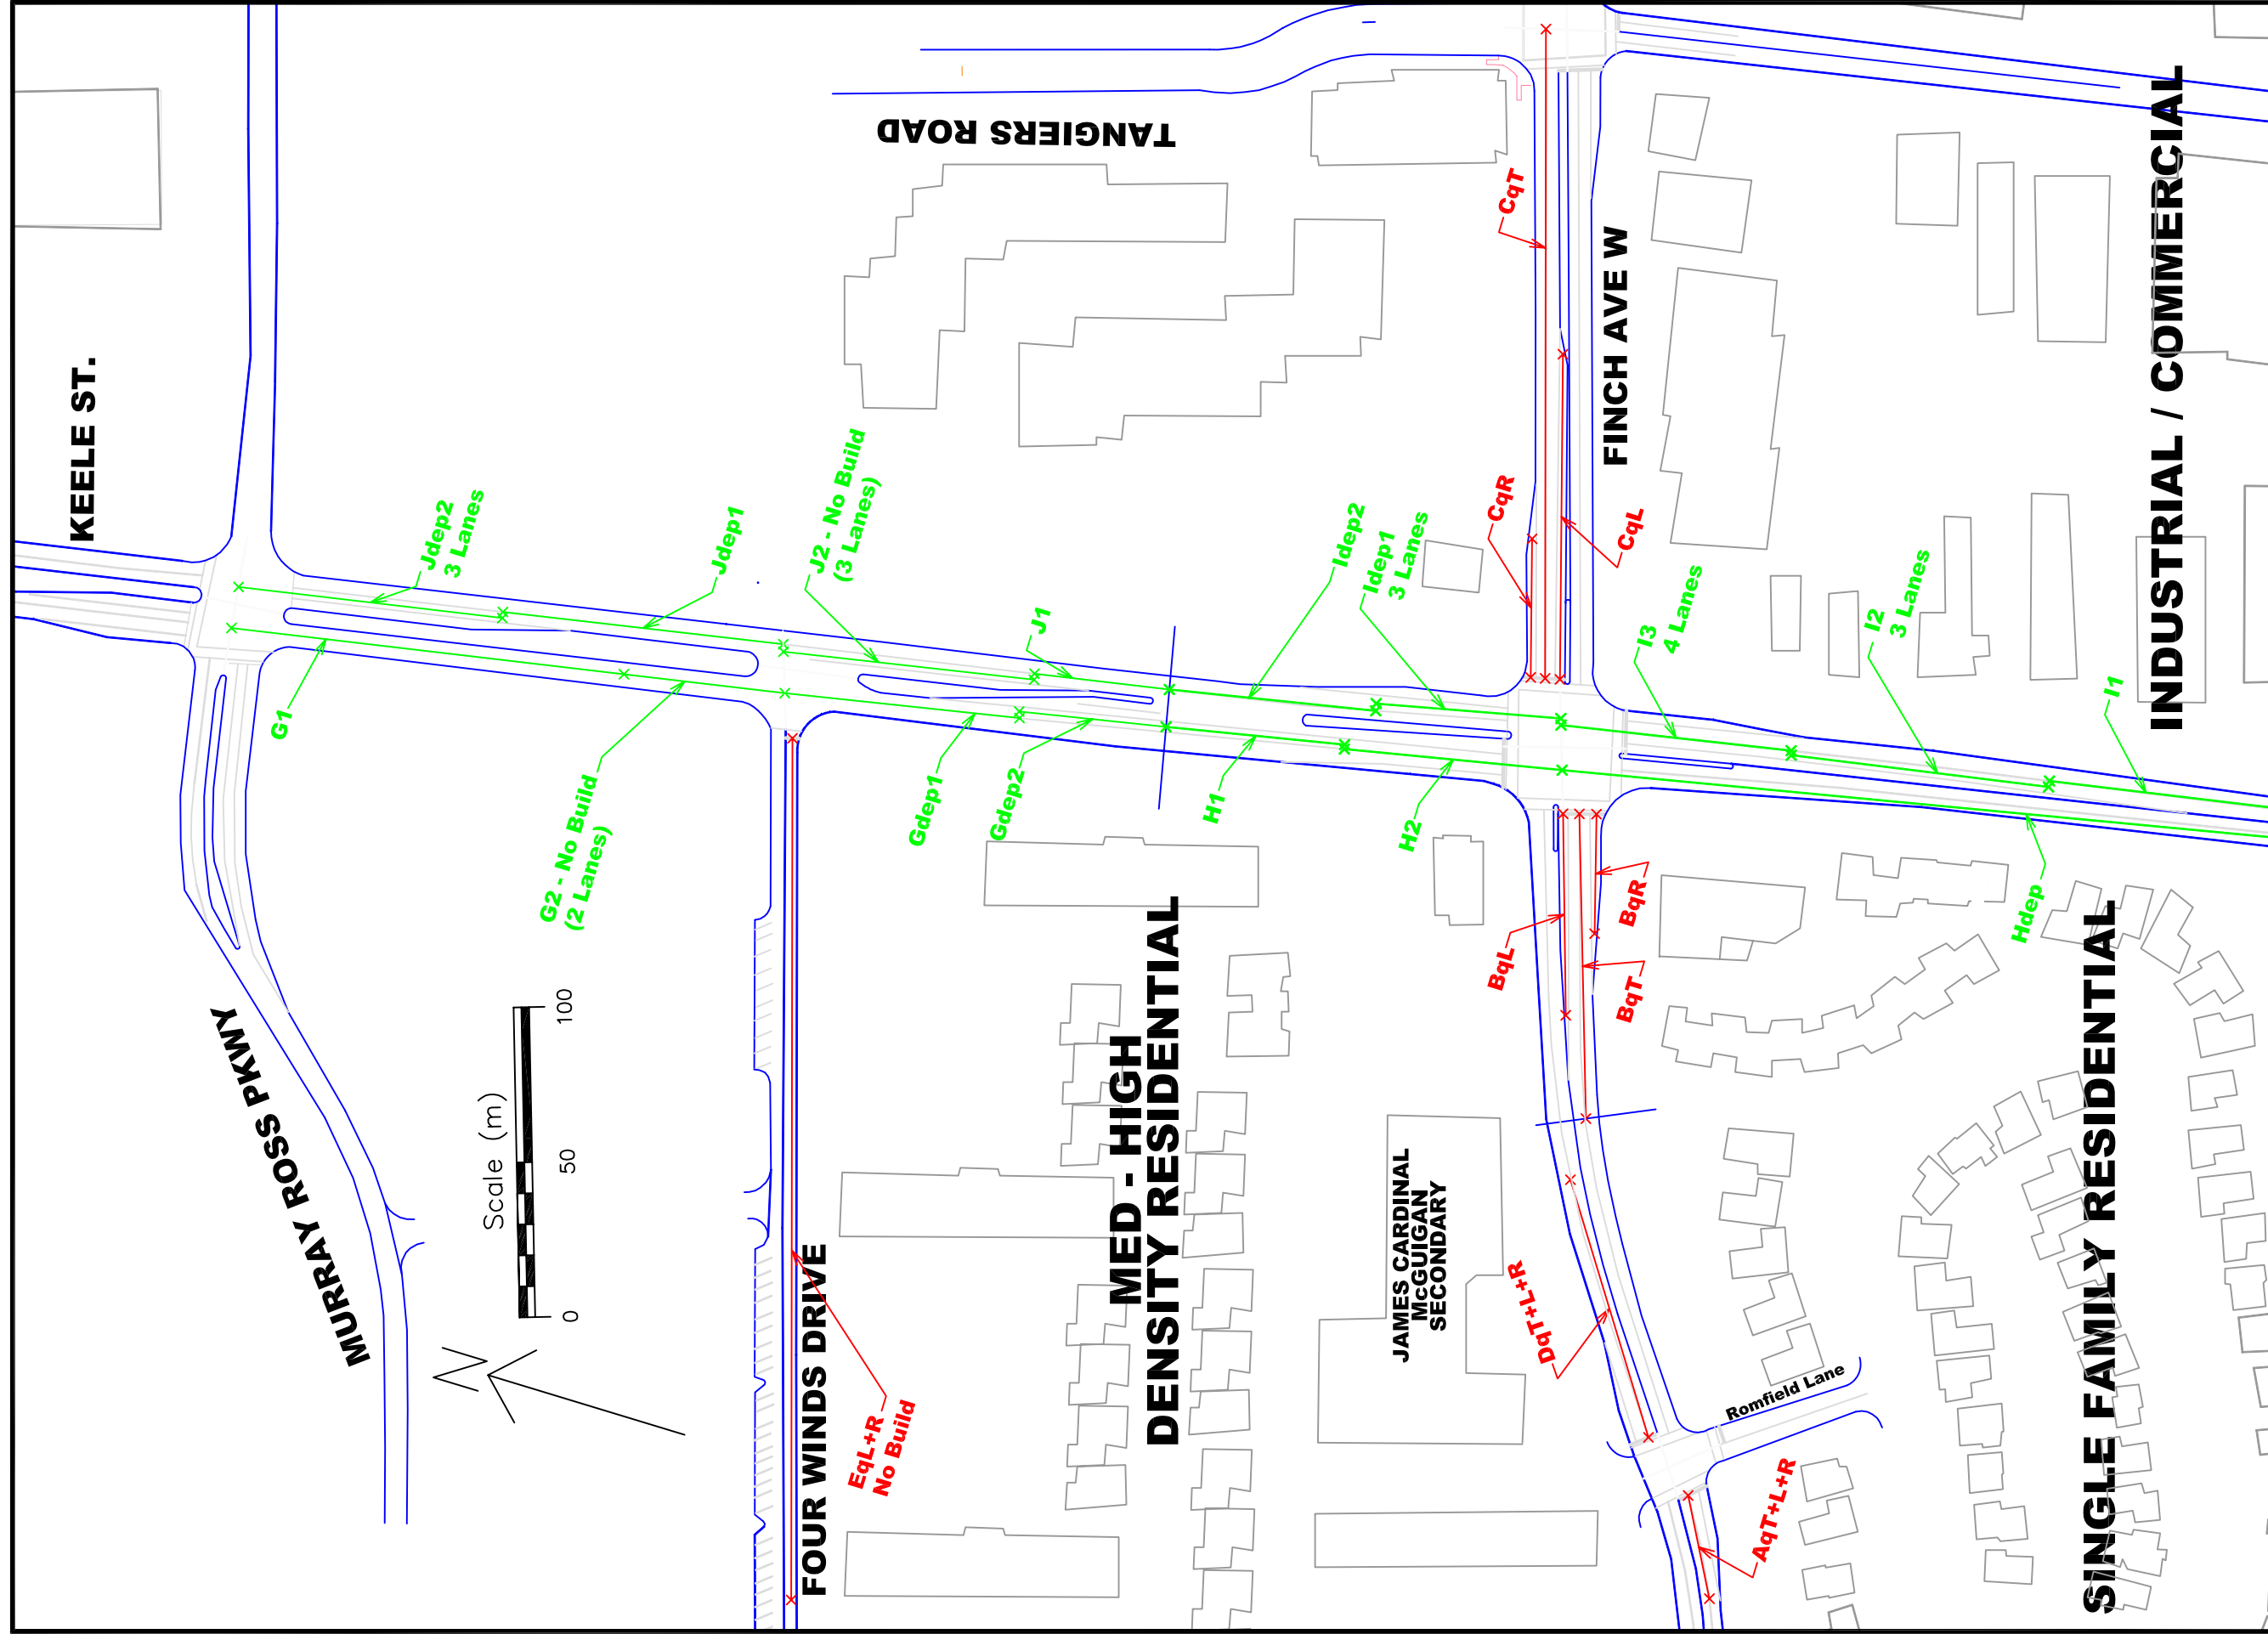 TANGIERS ROAD
KEELE ST.
FINCH AVE W
INDUSTRIAL / COMMERCIAL
CqT
CqR
CqL
Jdep2
3 Lanes
Jdep1
J2 - No Build
(3 Lanes)
J1
Idep2
Idep1
3 Lanes
I3
4 Lanes
I2
3 Lanes
I1
G1
G2 - No Build
(2 Lanes)
Gdep1
Gdep2
H1
H2
Hdep
BqL
BqR
BqT
MURRAY ROSS PKWY
Scale (m)
0
50
100
FOUR WINDS DRIVE
EqL+R
No Build
MED - HIGH
DENSITY RESIDENTIAL
JAMES CARDINAL
McGUIGAN
SECONDARY
DqT+L+R
Romfield Lane
AqT+L+R
SINGLE FAMILY RESIDENTIAL